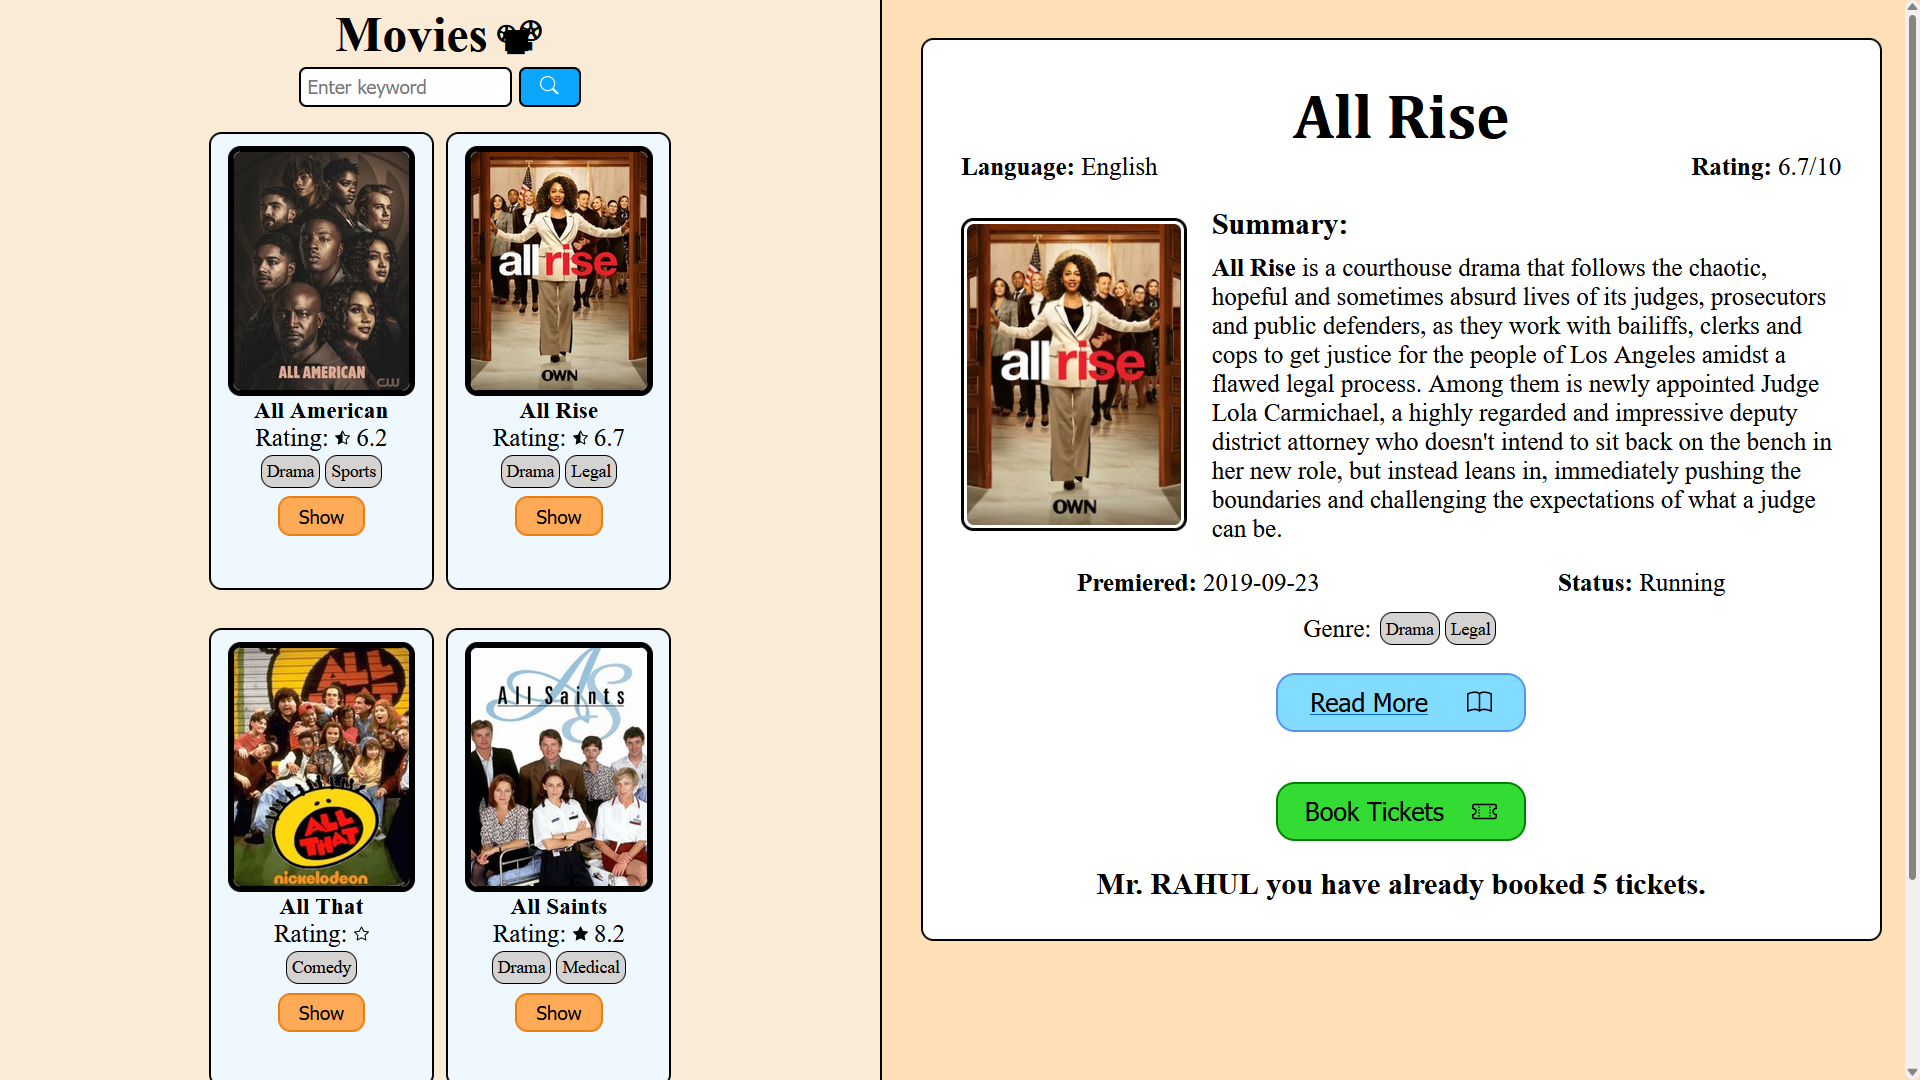 Movies
Enter keyword
ALL AMERICAN
CW
All American
Rating: 6.2
Drama Sports
Show
all rise
OWN
All Rise
Rating: 6.7
Drama Legal
Show
ALL
ALL THAT
nickelodeon
All That
Rating:
Comedy
Show
AS
All Saints
All Saints
Rating: 8.2
Drama Medical
Show
All Rise
Language: English
Rating: 6.7/10
all rise
OWN
Summary:
All Rise is a courthouse drama that follows the chaotic,
hopeful and sometimes absurd lives of its judges, prosecutors
and public defenders, as they work with bailiffs, clerks and
cops to get justice for the people of Los Angeles amidst a
flawed legal process. Among them is newly appointed Judge
Lola Carmichael, a highly regarded and impressive deputy
district attorney who doesn't intend to sit back on the bench in
her new role, but instead leans in, immediately pushing the
boundaries and challenging the expectations of what a judge
can be.
Premiered: 2019-09-23
Status: Running
Genre: Drama Legal
Read More
Book Tickets
Mr. RAHUL you have already booked 5 tickets.